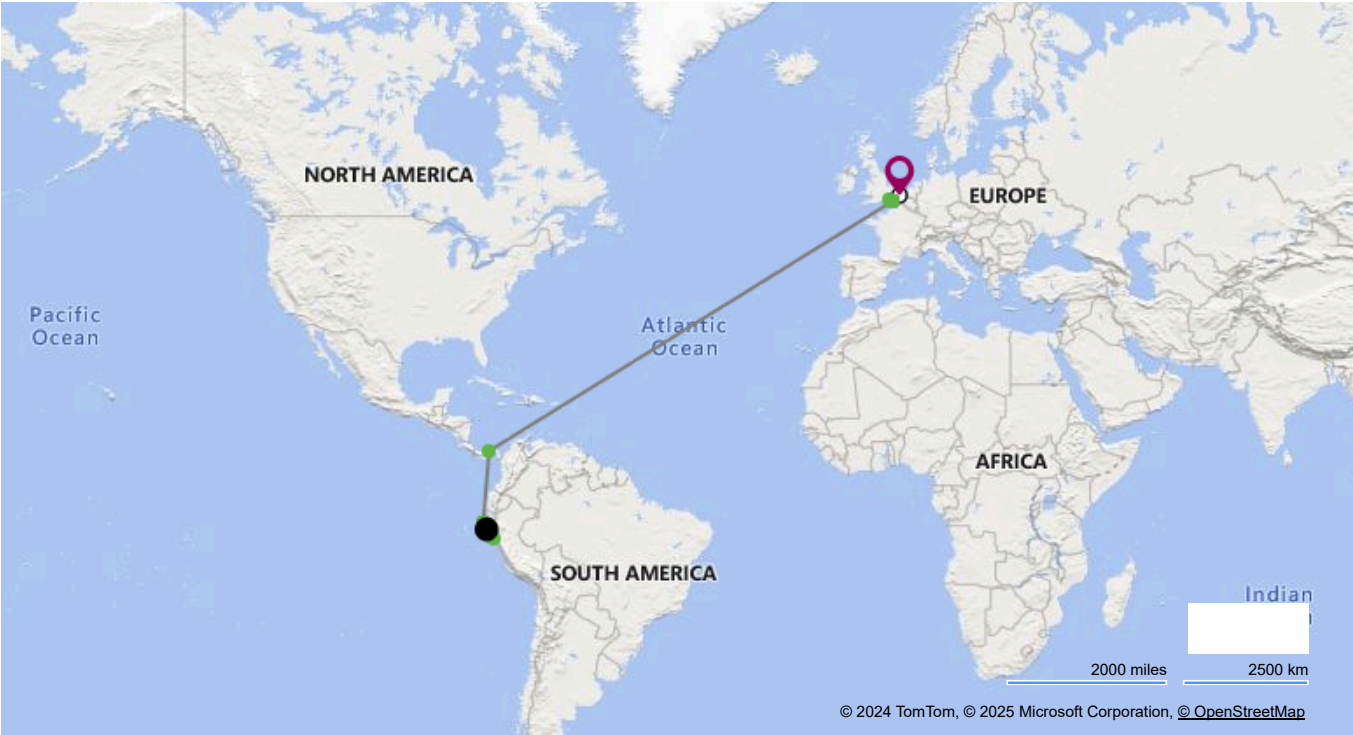 NORTH AMERICA
EUROPE
Pacific
Ocean
Atlantic
Ocean
AFRICA
SOUTH AMERICA
Indian
2000 miles
2500 km
© 2024 TomTom, © 2025 Microsoft Corporation, © OpenStreetMap